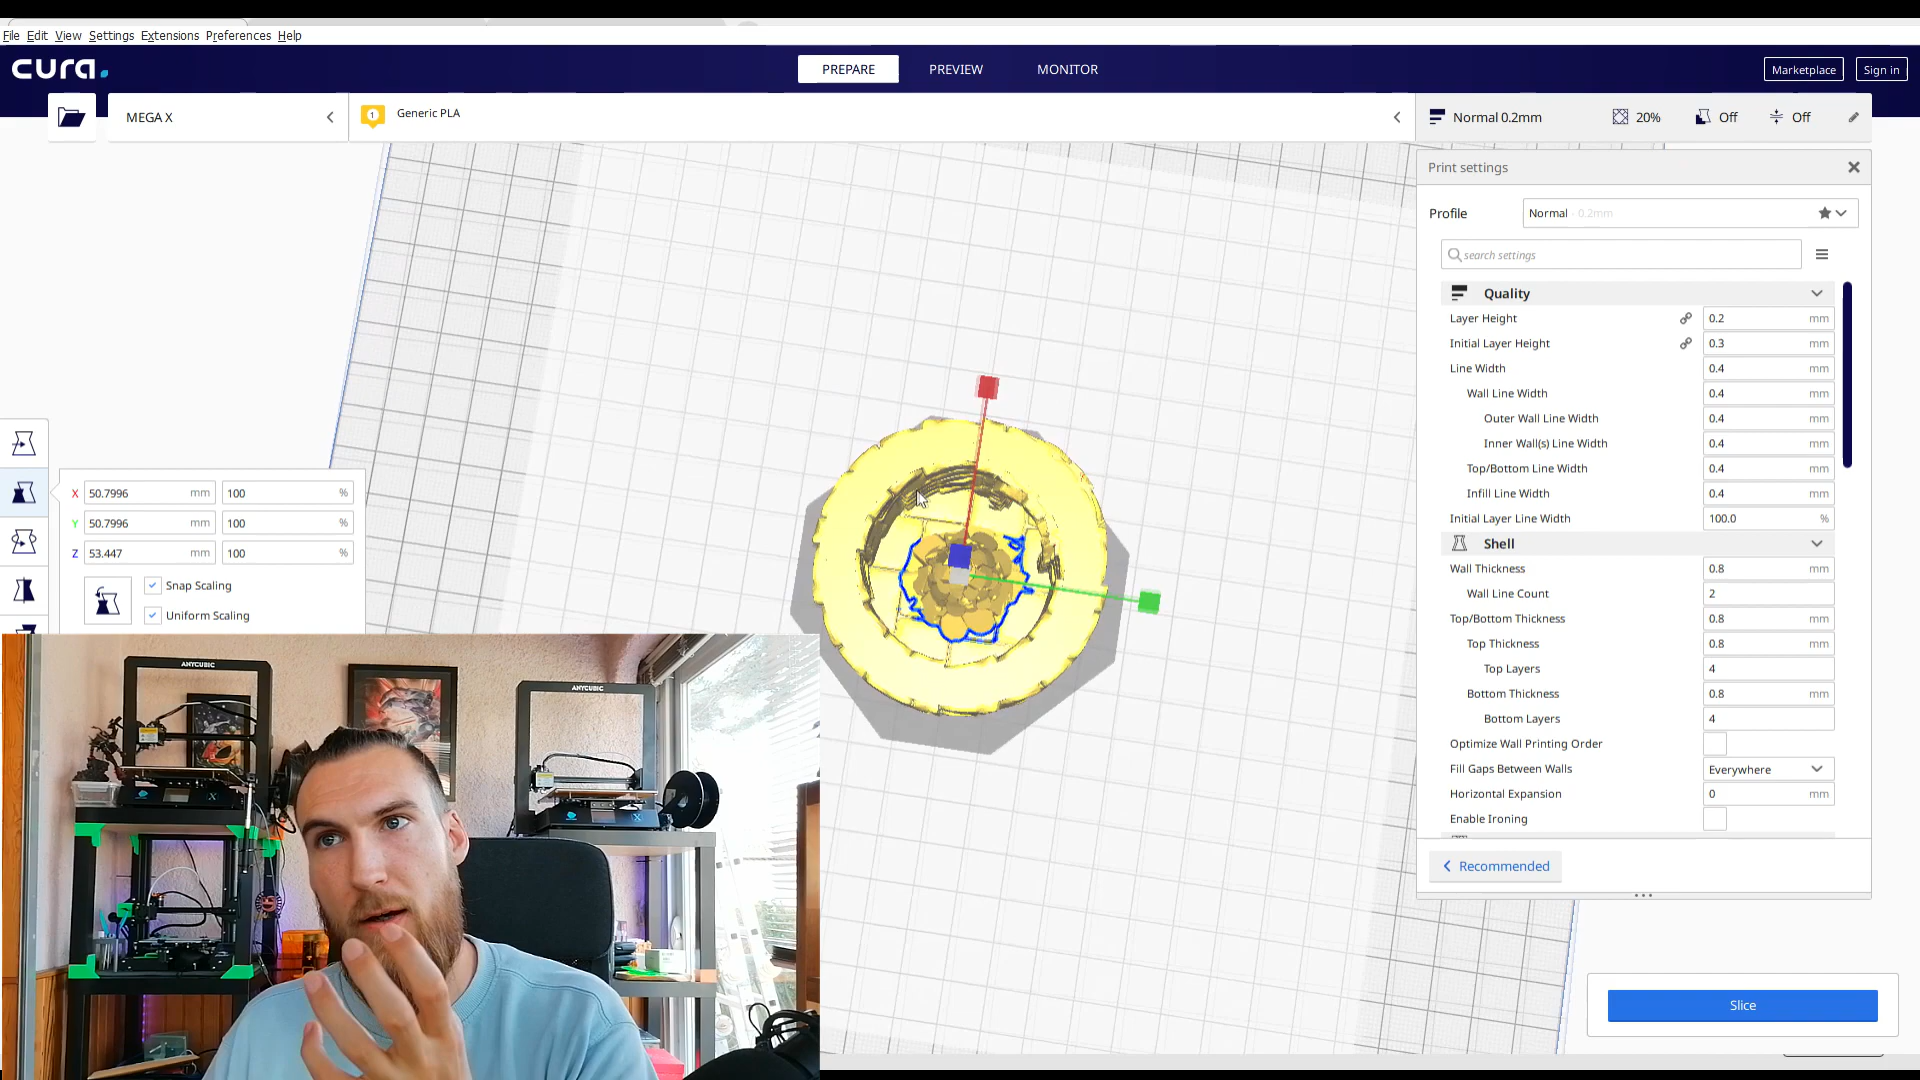 File Edit View Settings Extensions Preferences Help
cura.
PREPARE
PREVIEW
MONITOR
Marketplace
Sign in
MEGA X
1
Generic PLA
Normal 0.2mm
20%
Off
Off
Print settings
Profile
Normal - 0.2mm
search settings
Quality
Layer Height 0.2 mm
Initial Layer Height 0.3 mm
Line Width 0.4 mm
Wall Line Width 0.4 mm
Outer Wall Line Width 0.4 mm
Inner Wall(s) Line Width 0.4 mm
Top/Bottom Line Width 0.4 mm
Infill Line Width 0.4 mm
Initial Layer Line Width 100.0 %
Shell
Wall Thickness 0.8 mm
Wall Line Count 2
Top/Bottom Thickness 0.8 mm
Top Thickness 0.8 mm
Top Layers 4
Bottom Thickness 0.8 mm
Bottom Layers 4
Optimize Wall Printing Order
Fill Gaps Between Walls Everywhere
Horizontal Expansion 0 mm
Enable Ironing
Recommended
Slice
X 50.7996 mm 100 %
Y 50.7996 mm 100 %
Z 53.447 mm 100 %
Snap Scaling
Uniform Scaling
ANYCUBIC
ANYCUBIC
X
X